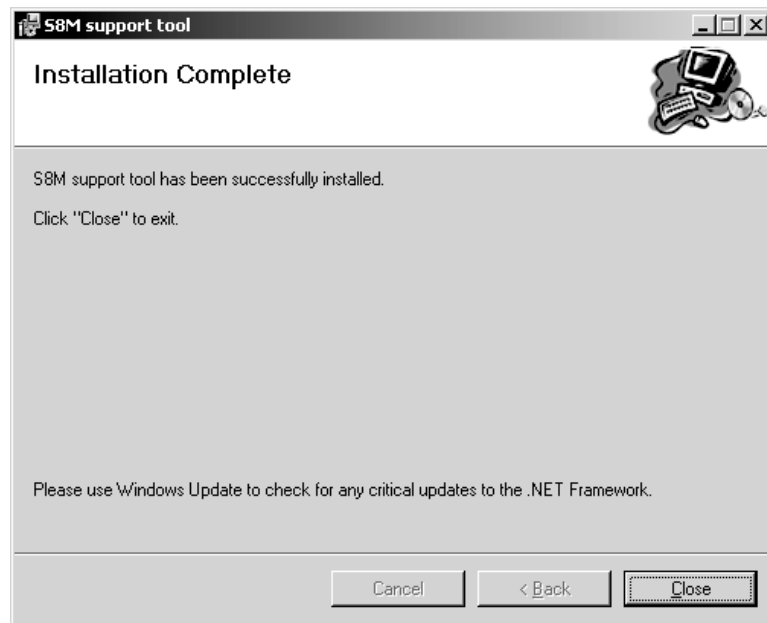 S8M support tool
Installation Complete
S8M support tool has been successfully installed.
Click "Close" to exit.
Please use Windows Update to check for any critical updates to the .NET Framework.
Cancel
< Back
Close